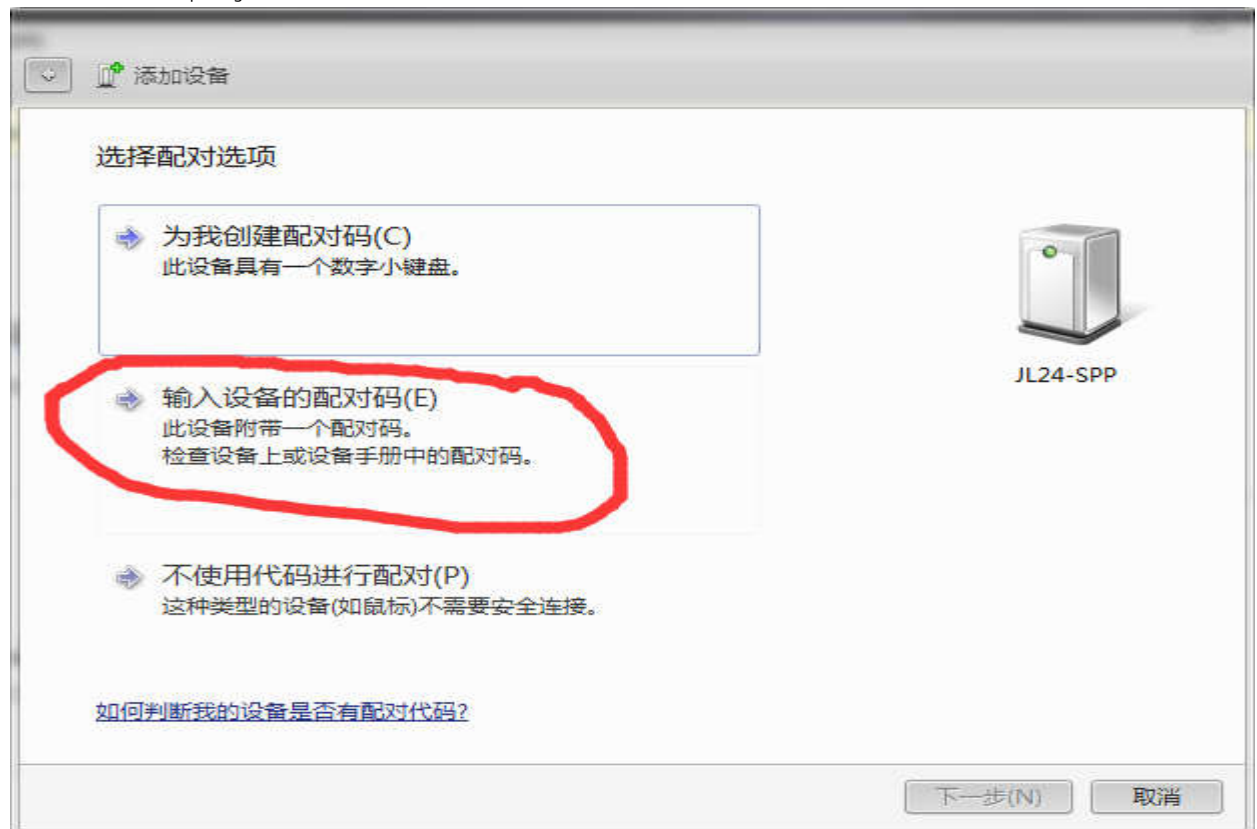 添加设备
选择配对选项
为我创建配对码(C)
此设备具有一个数字小键盘。
JL24-SPP
输入设备的配对码(E)
此设备附带一个配对码。
检查设备上或设备手册中的配对码。
不使用代码进行配对(P)
这种类型的设备(如鼠标)不需要安全连接。
如何判断我的设备是否有配对代码?
下一步(N)
取消